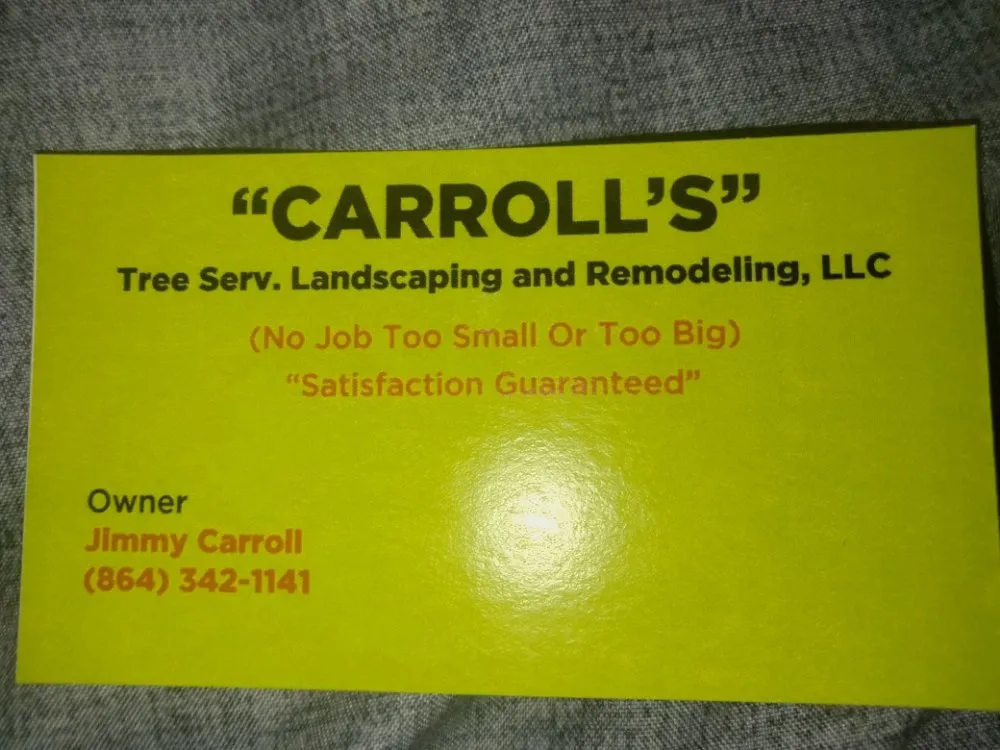 “CARROLL’S”
Tree Serv. Landscaping and Remodeling, LLC
(No Job Too Small Or Too Big)
“Satisfaction Guaranteed”
Owner
Jimmy Carroll
(864) 342-1141